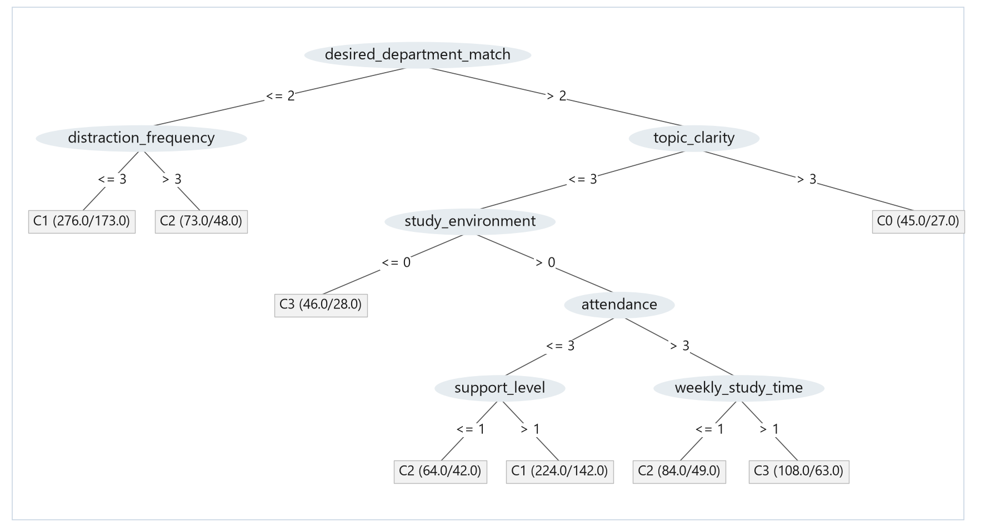 desired_department_match
<= 2
> 2
distraction_frequency
topic_clarity
<= 3
> 3
<= 3
> 3
C1 (276.0/173.0)
C2 (73.0/48.0)
study_environment
C0 (45.0/27.0)
<= 0
> 0
C3 (46.0/28.0)
attendance
<= 3
> 3
support_level
weekly_study_time
<= 1
> 1
<= 1
> 1
C2 (64.0/42.0)
C1 (224.0/142.0)
C2 (84.0/49.0)
C3 (108.0/63.0)